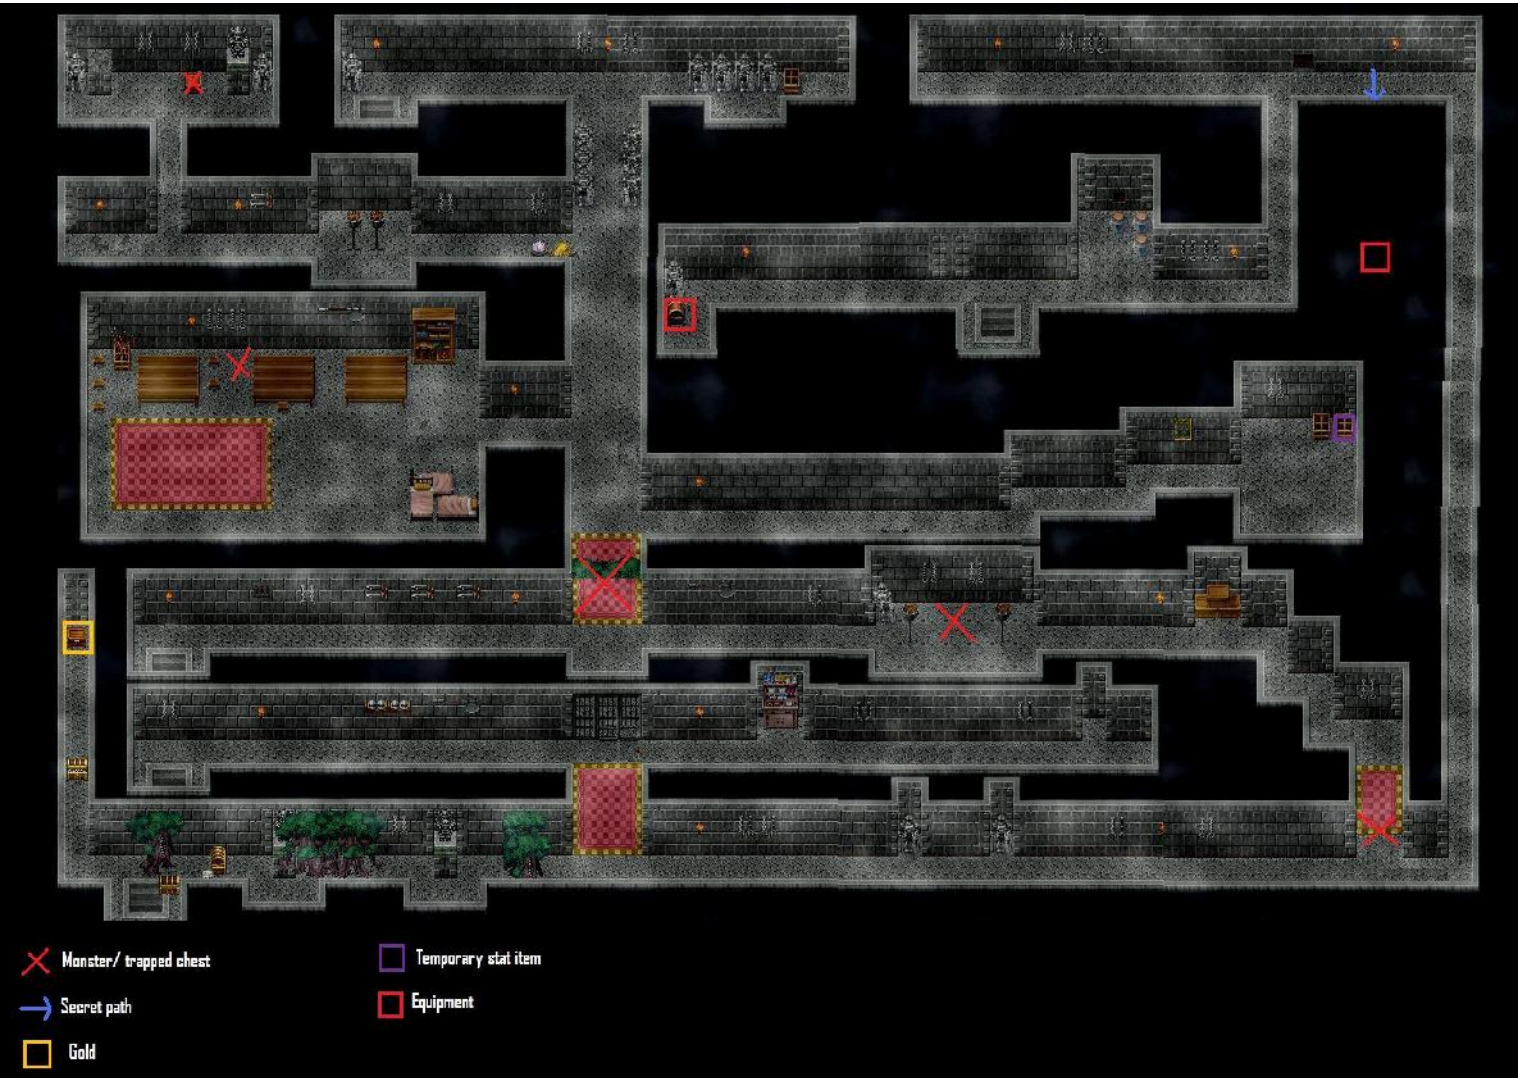 Monster/ trapped chest
Temporary stat item
Secret path
Equipment
Gold